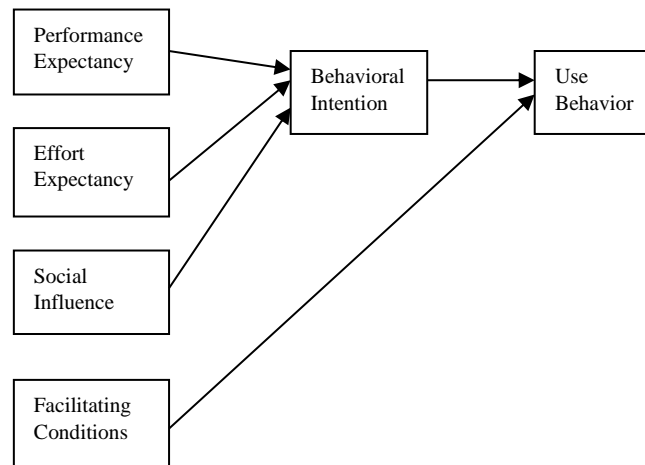 Performance
Expectancy
Behavioral
Intention
Use
Behavior
Effort
Expectancy
Social
Influence
Facilitating
Conditions